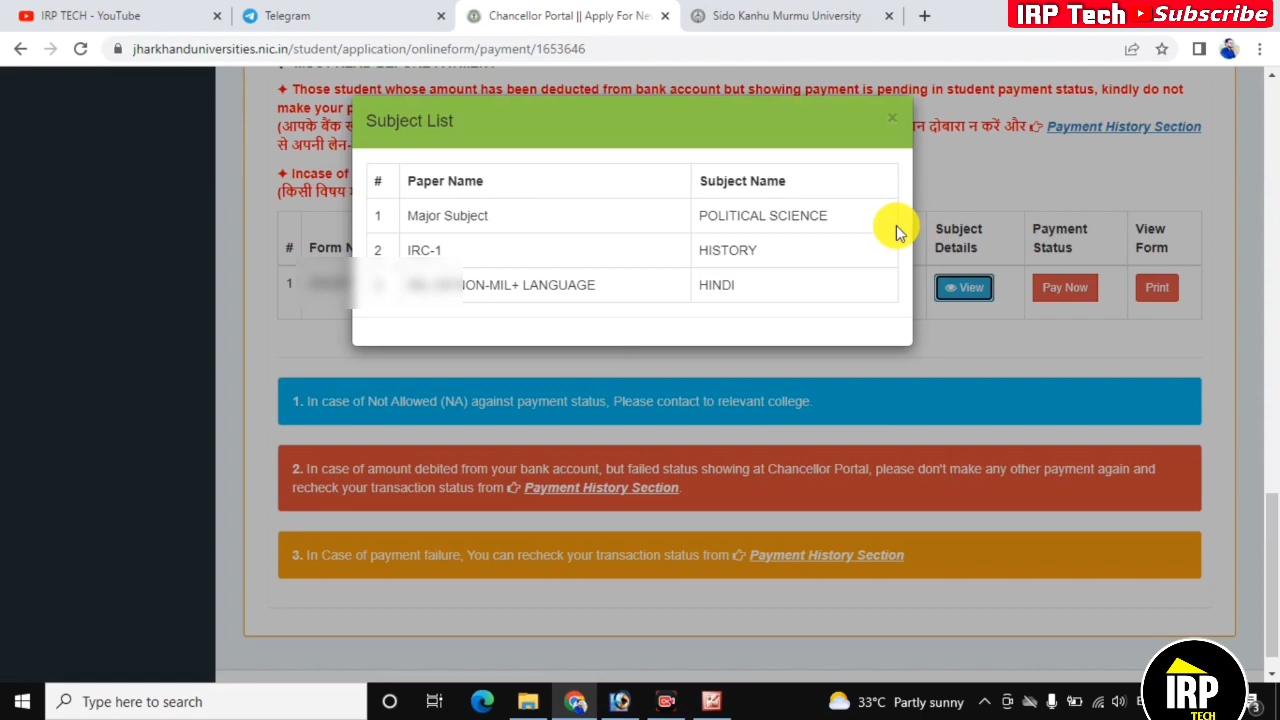 IRP TECH - YouTube
Telegram
Chancellor Portal || Apply For Ne
Sido Kanhu Murmu University
IRP Tech Subscribe
jharkhanduniversities.nic.in/student/application/onlineform/payment/1653646
✦ Those student whose amount has been deducted from bank account but showing payment is pending in student payment status, kindly do not
make your
(आपके बैंक दोबारा न करें और Payment History Section
से अपनी
✦ Incase of
(किसी विषय
Subject List ×
# Paper Name Subject Name
1 Major Subject POLITICAL SCIENCE
2 IRC-1 HISTORY
NON-MIL+ LANGUAGE HINDI
# Form Subject Details Payment Status View Form
1 View Pay Now Print
1. In case of Not Allowed (NA) against payment status, Please contact to relevant college.
2. In case of amount debited from your bank account, but failed status showing at Chancellor Portal, please don't make any other payment again and
recheck your transaction status from Payment History Section.
3. In Case of payment failure, You can recheck your transaction status from Payment History Section
Type here to search
33°C Partly sunny
IRP
TECH
3